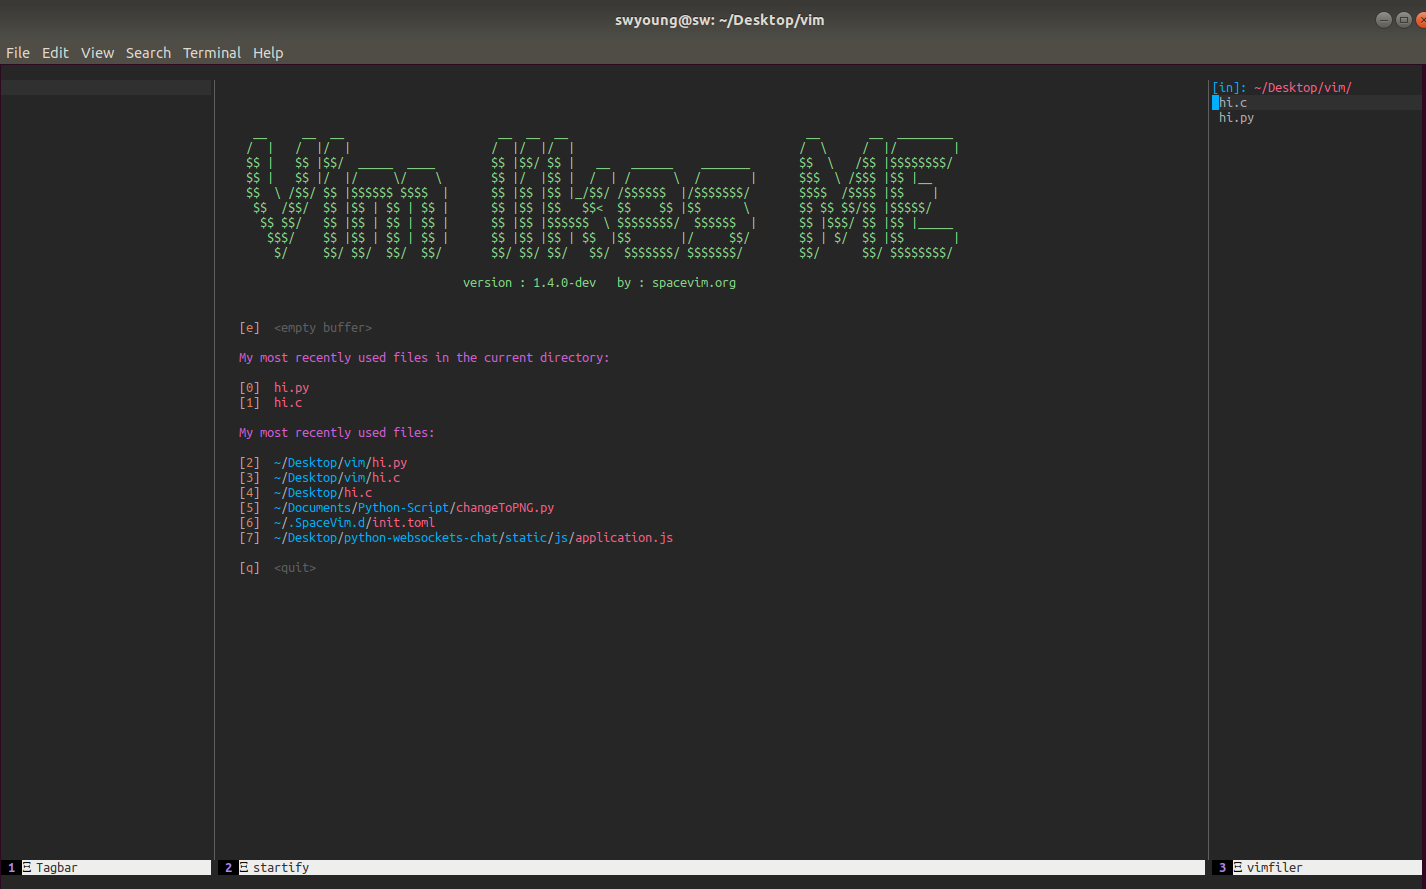 swyoung@sw: ~/Desktop/vim
File Edit View Search Terminal Help
[in]: ~/Desktop/vim/
hi.c
hi.py
Vim likes ME
version : 1.4.0-dev by : spacevim.org
[e] <empty buffer>
My most recently used files in the current directory:
[0] hi.py
[1] hi.c
My most recently used files:
[2] ~/Desktop/vim/hi.py
[3] ~/Desktop/vim/hi.c
[4] ~/Desktop/hi.c
[5] ~/Documents/Python-Script/changeToPNG.py
[6] ~/.SpaceVim.d/init.toml
[7] ~/Desktop/python-websockets-chat/static/js/application.js
[q] <quit>
1 Ξ Tagbar
2 Ξ startify
3 Ξ vimfiler